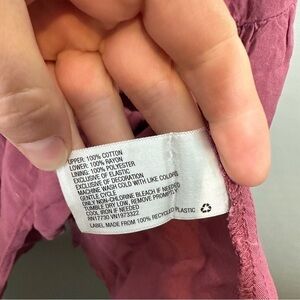 UPPER: 100% COTTON
LOWER: 100% RAYON
LINING: 100% POLYESTER
EXCLUSIVE OF ELASTIC
EXCLUSIVE OF DECORATION
MACHINE WASH COLD WITH LIKE COLORS
GENTLE CYCLE
ONLY NON-CHLORINE BLEACH IF NEEDED
TUMBLE DRY LOW, REMOVE PROMPTLY
COOL IRON IF NEEDED
RN17730 VN1973322
LABEL MADE FROM 100% RECYCLED PLASTIC